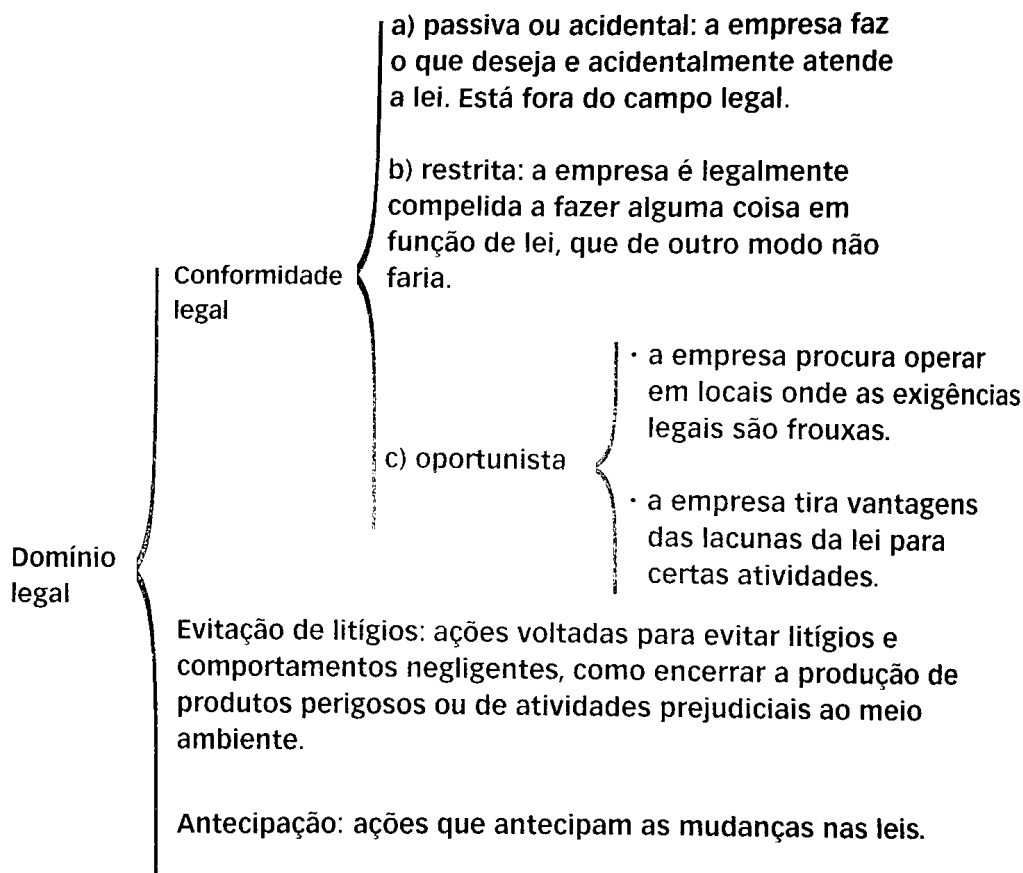 a) passiva ou acidental: a empresa faz
o que deseja e acidentalmente atende
a lei. Está fora do campo legal.
b) restrita: a empresa é legalmente
compelida a fazer alguma coisa em
função de lei, que de outro modo não
faria.
Conformidade
legal
· a empresa procura operar
em locais onde as exigências
legais são frouxas.
c) oportunista
· a empresa tira vantagens
das lacunas da lei para
certas atividades.
Domínio
legal
Evitação de litígios: ações voltadas para evitar litígios e
comportamentos negligentes, como encerrar a produção de
produtos perigosos ou de atividades prejudiciais ao meio
ambiente.
Antecipação: ações que antecipam as mudanças nas leis.